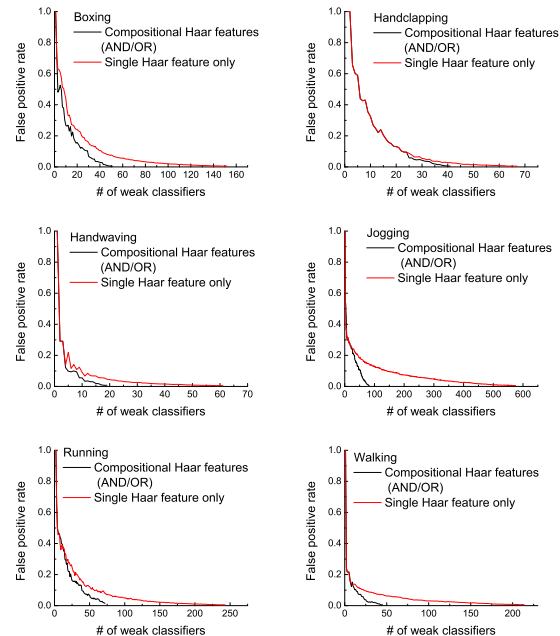 Boxing
Compositional Haar features
(AND/OR)
Single Haar feature only
False positive rate
1.0
0.8
0.6
0.4
0.2
0.0
0 20 40 60 80 100 120 140 160
# of weak classifiers
Handclapping
Compositional Haar features
(AND/OR)
Single Haar feature only
False positive rate
1.0
0.8
0.6
0.4
0.2
0.0
0 10 20 30 40 50 60 70
# of weak classifiers
Handwaving
Compositional Haar features
(AND/OR)
Single Haar feature only
False positive rate
1.0
0.8
0.6
0.4
0.2
0.0
0 10 20 30 40 50 60 70
# of weak classifiers
Jogging
Compositional Haar features
(AND/OR)
Single Haar feature only
False positive rate
1.0
0.8
0.6
0.4
0.2
0.0
0 100 200 300 400 500 600
# of weak classifiers
Running
Compositional Haar features
(AND/OR)
Single Haar feature only
False positive rate
1.0
0.8
0.6
0.4
0.2
0.0
0 50 100 150 200 250
# of weak classifiers
Walking
Compositional Haar features
(AND/OR)
Single Haar feature only
False positive rate
1.0
0.8
0.6
0.4
0.2
0.0
0 50 100 150 200
# of weak classifiers